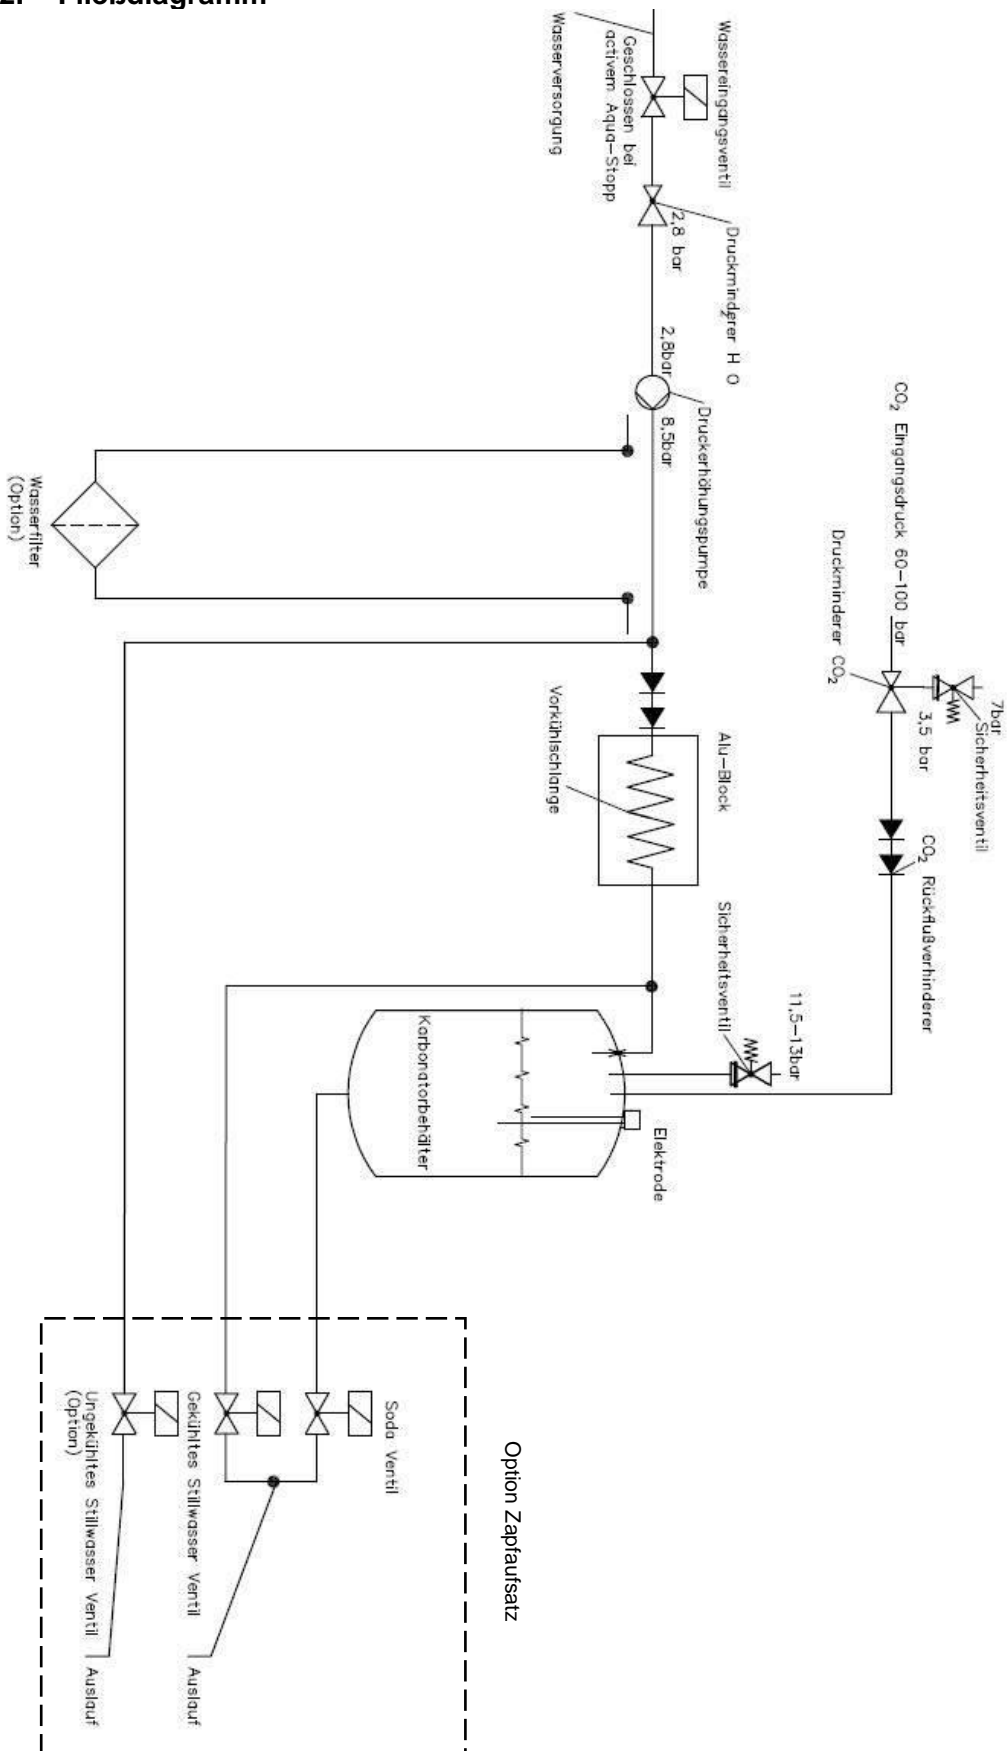 2. Fließdiagramm
Wassereingangsventil
Geschlossen bei
activem Aqua-Stopp
Wasserversorgung
Druckminderer H2O
2,8 bar
2,8bar
8,5bar
Druckerhöhungspumpe
Wasserfilter
(Option)
CO2 Eingangsdruck 60-100 bar
Druckminderer CO2
7bar
Sicherheitsventil
3,5 bar
CO2 Rückflußverhinderer
Alu-Block
Vorkühlschlange
Sicherheitsventil
11,5-13bar
Karbonatorbehälter
Elektrode
Option Zapfaufsatz
Soda Ventil
Gekühltes Stillwasser Ventil
Auslauf
Ungekühltes Stillwasser Ventil
(Option)
Auslauf